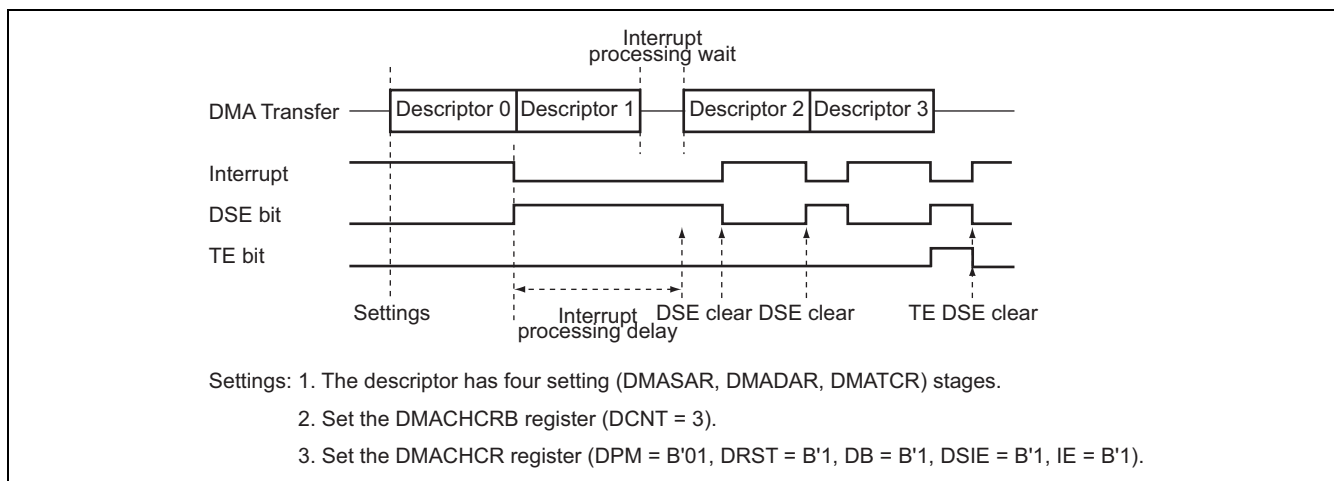 Interrupt
processing wait
DMA Transfer
Descriptor 0 Descriptor 1 Descriptor 2 Descriptor 3
Interrupt
DSE bit
TE bit
Settings Interrupt DSE clear DSE clear TE DSE clear
processing delay
Settings: 1. The descriptor has four setting (DMASAR, DMADAR, DMATCR) stages.
2. Set the DMACHCRB register (DCNT = 3).
3. Set the DMACHCR register (DPM = B'01, DRST = B'1, DB = B'1, DSIE = B'1, IE = B'1).